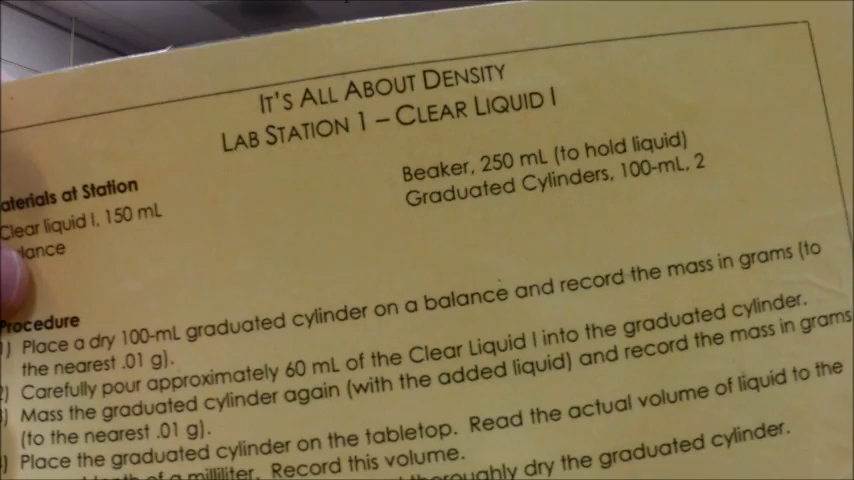 IT'S ALL ABOUT DENSITY
LAB STATION 1 – CLEAR LIQUID I
aterials at Station
Clear liquid I, 150 mL
lance
Beaker, 250 mL (to hold liquid)
Graduated Cylinders, 100-mL, 2
Procedure
1) Place a dry 100-mL graduated cylinder on a balance and record the mass in grams (to
the nearest .01 g).
2) Carefully pour approximately 60 mL of the Clear Liquid I into the graduated cylinder.
3) Mass the graduated cylinder again (with the added liquid) and record the mass in grams
(to the nearest .01 g).
) Place the graduated cylinder on the tabletop. Read the actual volume of liquid to the
of a milliliter. Record this volume.
thoroughly dry the graduated cylinder.